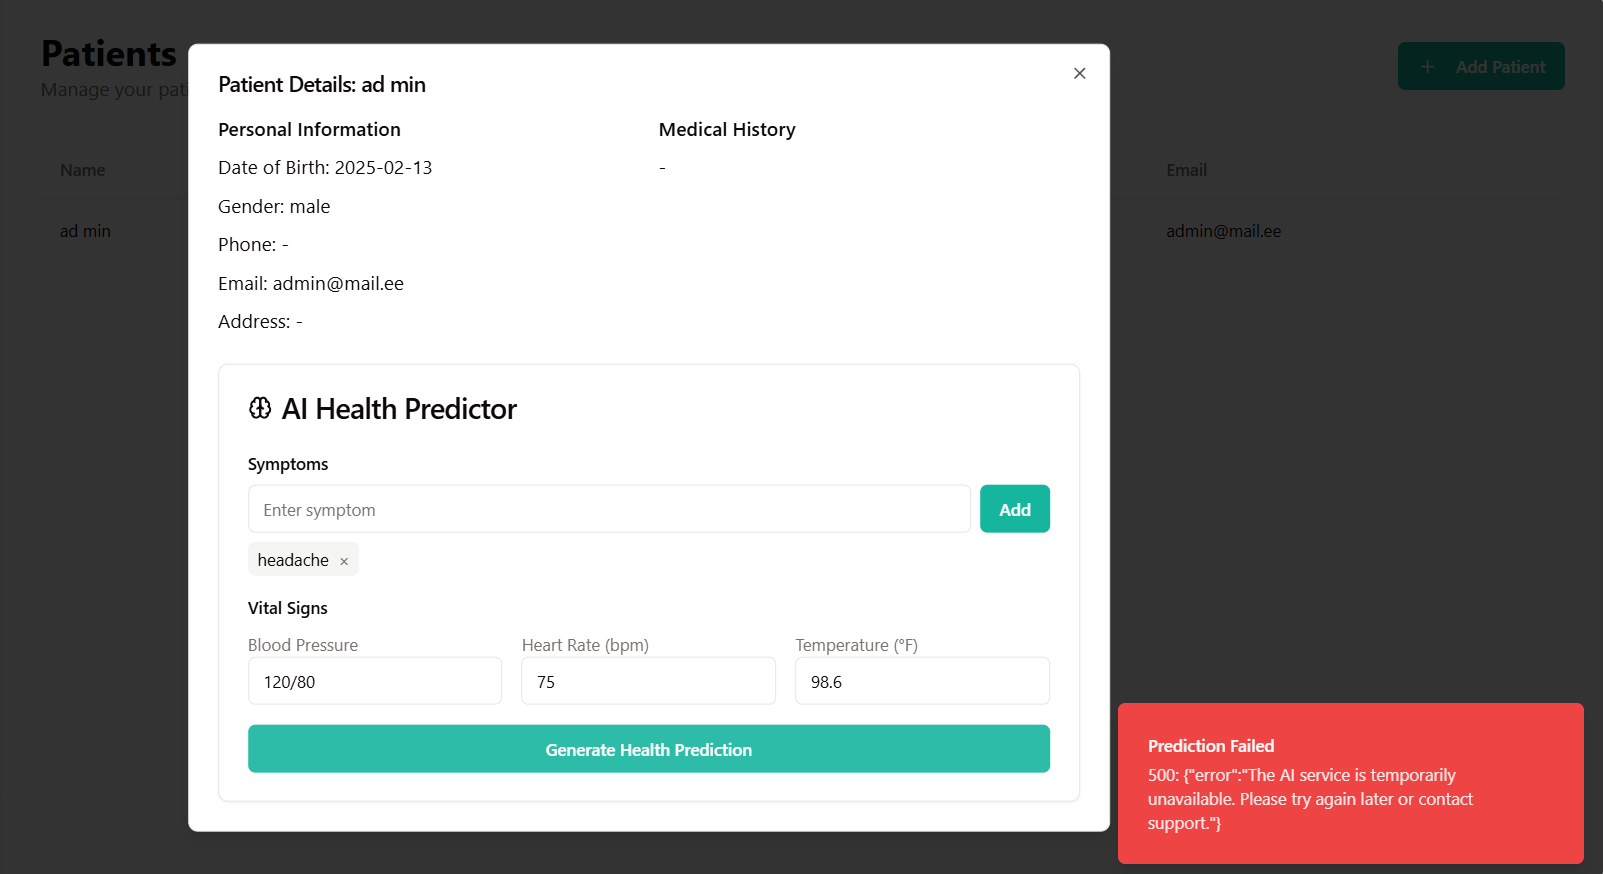 Patients
Manage your pat
+ Add Patient
Name
Email
ad min
admin@mail.ee
Patient Details: ad min
×
Personal Information
Date of Birth: 2025-02-13
Gender: male
Phone: -
Email: admin@mail.ee
Address: -
Medical History
-
AI Health Predictor
Symptoms
Enter symptom
Add
headache ×
Vital Signs
Blood Pressure
120/80
Heart Rate (bpm)
75
Temperature (°F)
98.6
Generate Health Prediction
Prediction Failed
500: {"error":"The AI service is temporarily
unavailable. Please try again later or contact
support."}